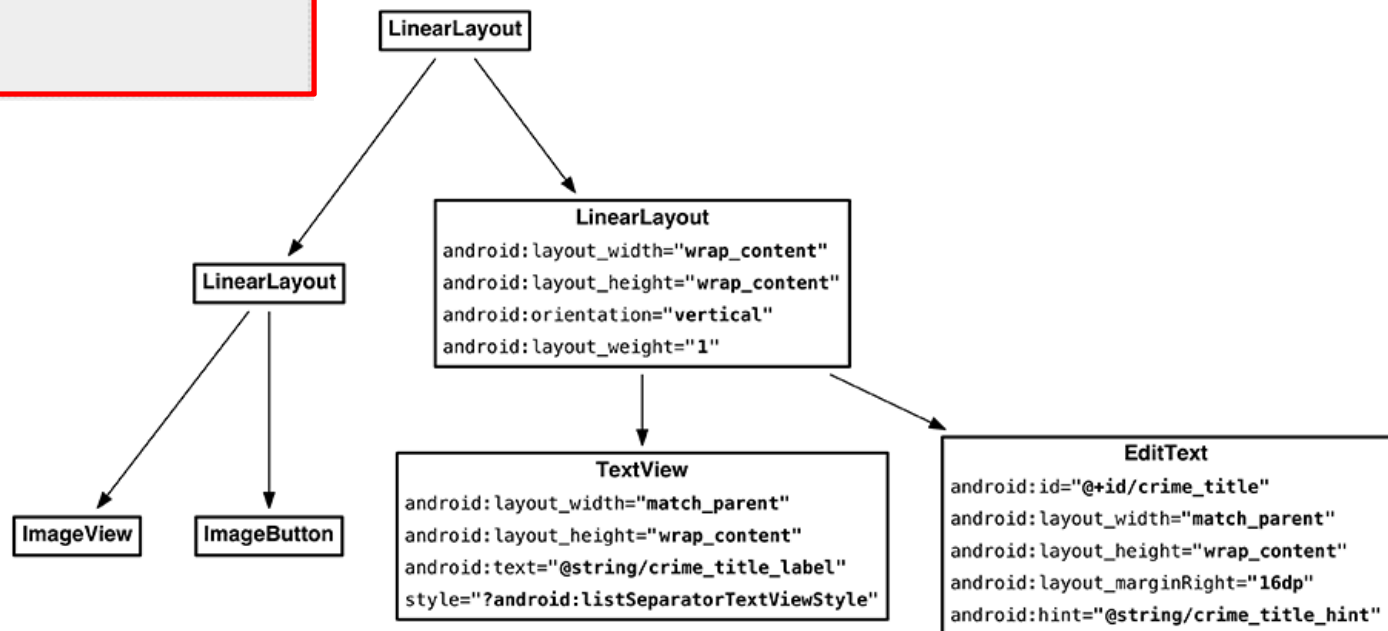 LinearLayout
LinearLayout
android:layout_width="wrap_content"
android:layout_height="wrap_content"
android:orientation="vertical"
android:layout_weight="1"
LinearLayout
ImageView
ImageButton
TextView
android:layout_width="match_parent"
android:layout_height="wrap_content"
android:text="@string/crime_title_label"
style="?android:listSeparatorTextViewStyle"
EditText
android:id="@+id/crime_title"
android:layout_width="match_parent"
android:layout_height="wrap_content"
android:layout_marginRight="16dp"
android:hint="@string/crime_title_hint"